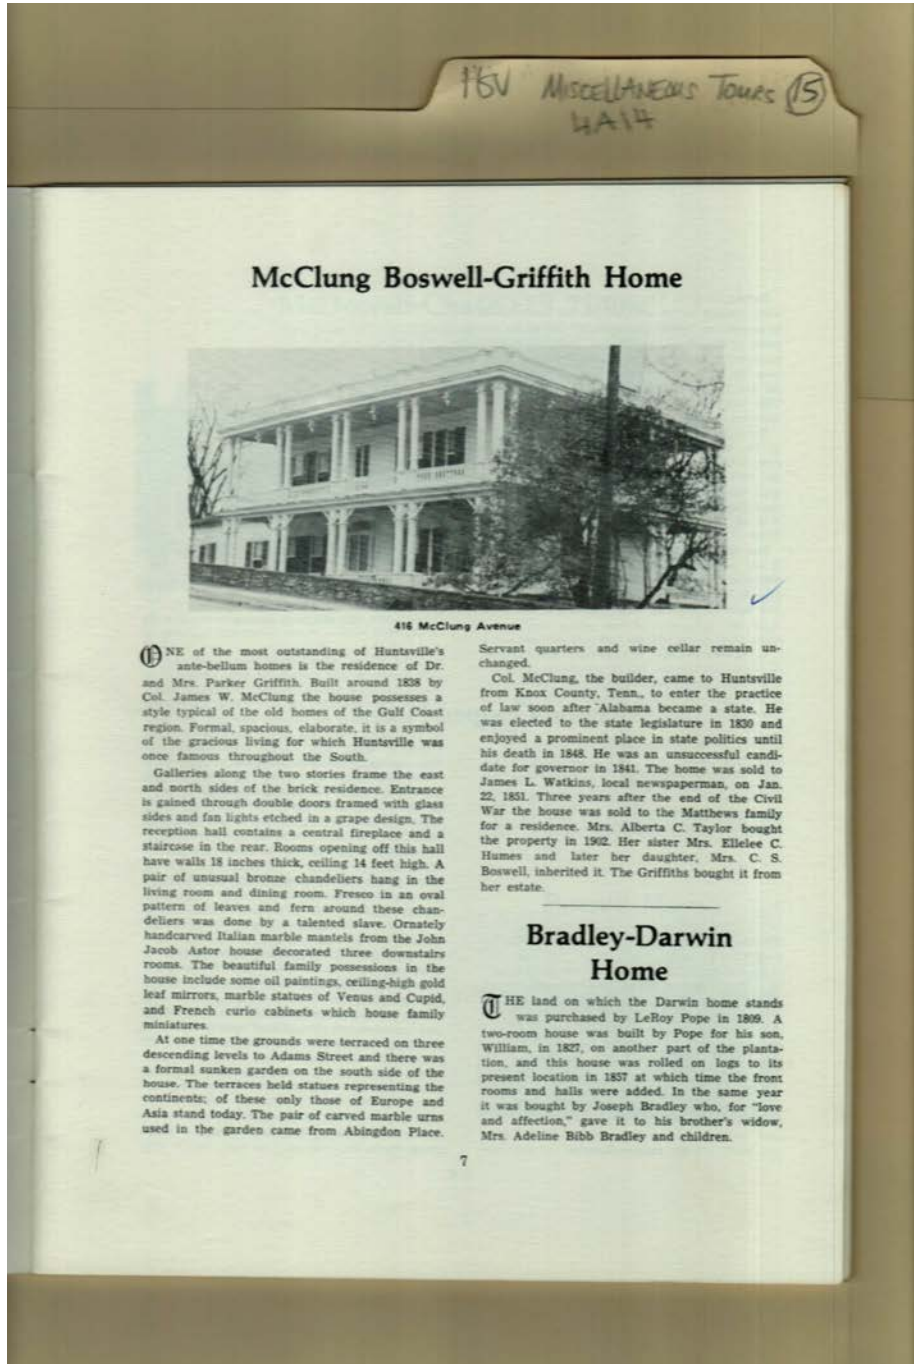 PSV MISCELLANEOUS TOURS 15
4A14
McClung Boswell-Griffith Home
416 McClung Avenue
ONE of the most outstanding of Huntsville's
ante-bellum homes is the residence of Dr.
and Mrs. Parker Griffith. Built around 1838 by
Col. James W. McClung the house possesses a
style typical of the old homes of the Gulf Coast
region. Formal, spacious, elaborate, it is a symbol
of the gracious living for which Huntsville was
once famous throughout the South.
Galleries along the two stories frame the east
and north sides of the brick residence. Entrance
is gained through double doors framed with glass
sides and fan lights etched in a grape design. The
reception hall contains a central fireplace and a
staircase in the rear. Rooms opening off this hall
have walls 18 inches thick, ceiling 14 feet high. A
pair of unusual bronze chandeliers hang in the
living room and dining room. Fresco in an oval
pattern of leaves and fern around these chan-
deliers was done by a talented slave. Ornately
handcarved Italian marble mantels from the John
Jacob Astor house decorated three downstairs
rooms. The beautiful family possessions in the
house include some oil paintings, ceiling-high gold
leaf mirrors, marble statues of Venus and Cupid,
and French curio cabinets which house family
miniatures.
At one time the grounds were terraced on three
descending levels to Adams Street and there was
a formal sunken garden on the south side of the
house. The terraces held statues representing the
continents; of these only those of Europe and
Asia stand today. The pair of carved marble urns
used in the garden came from Abingdon Place.
Servant quarters and wine cellar remain un-
changed.
Col. McClung, the builder, came to Huntsville
from Knox County, Tenn., to enter the practice
of law soon after Alabama became a state. He
was elected to the state legislature in 1830 and
enjoyed a prominent place in state politics until
his death in 1848. He was an unsuccessful candi-
date for governor in 1841. The home was sold to
James L. Watkins, local newspaperman, on Jan.
22, 1851. Three years after the end of the Civil
War the house was sold to the Matthews family
for a residence. Mrs. Alberta C. Taylor bought
the property in 1902. Her sister Mrs. Ellelee C.
Humes and later her daughter, Mrs. C. S.
Boswell, inherited it. The Griffiths bought it from
her estate.
Bradley-Darwin
Home
THE land on which the Darwin home stands
was purchased by LeRoy Pope in 1809. A
two-room house was built by Pope for his son,
William, in 1827, on another part of the planta-
tion, and this house was rolled on logs to its
present location in 1857 at which time the front
rooms and halls were added. In the same year
it was bought by Joseph Bradley who, for "love
and affection," gave it to his brother's widow,
Mrs. Adeline Bibb Bradley and children.
7